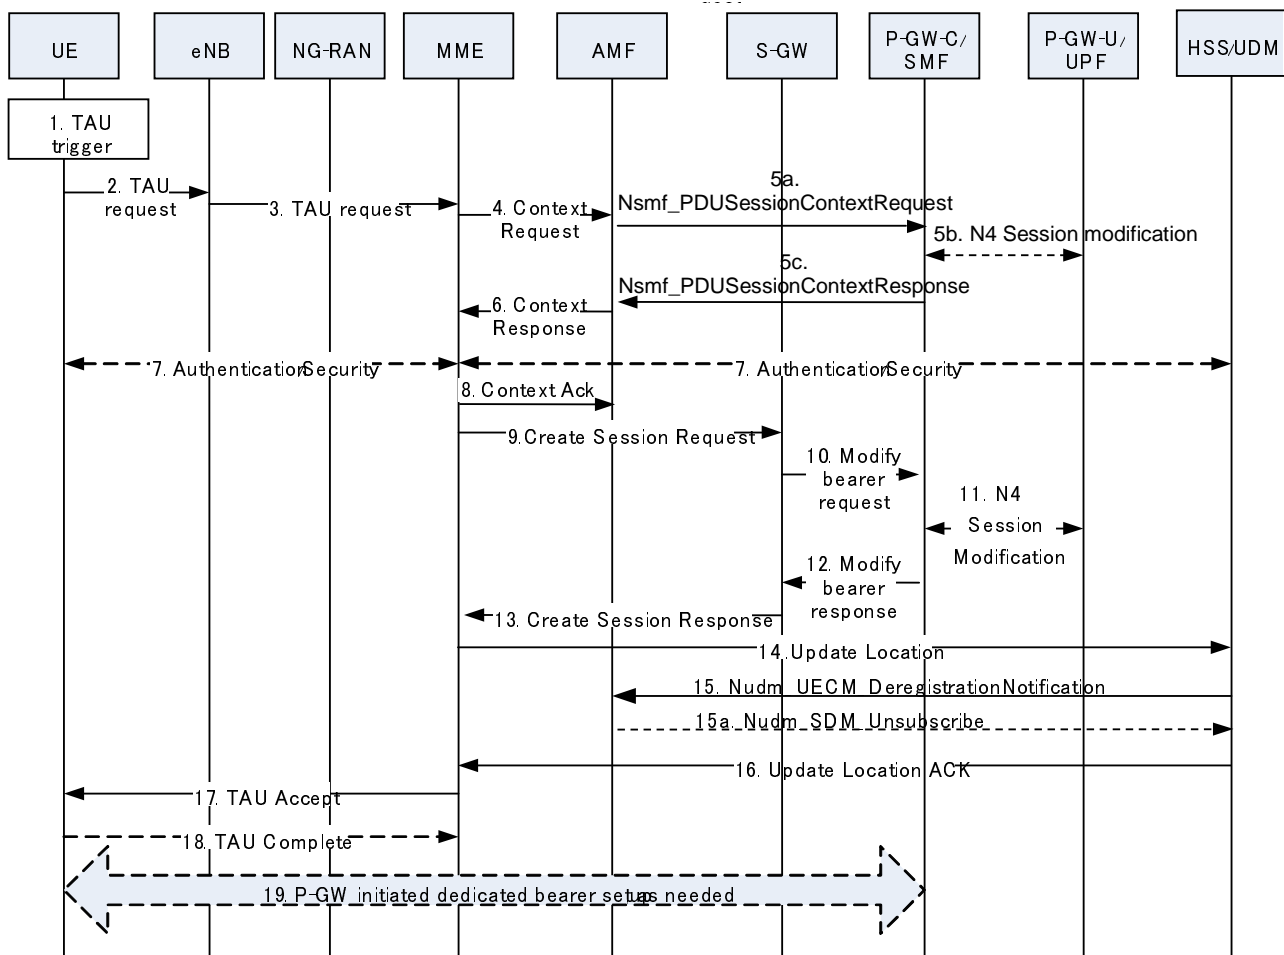 UE
eNB
NG-RAN
MME
AMF
S-GW
P-GW-C/
SMF
P-GW-U/
UPF
HSS/UDM
1. TAU
trigger
2. TAU
request
3. TAU request
4. Context
Request
5a.
Nsmf_PDUSessionContextRequest
5b. N4 Session modification
5c.
Nsmf_PDUSessionContextResponse
6. Context
Response
7. Authentication/Security
7. Authentication/Security
8. Context Ack
9.Create Session Request
10. Modify
bearer
request
11. N4
Session
Modification
12. Modify
bearer
response
13. Create Session Response
14.Update Location
15. Nudm_UECM_DeregistrationNotification
15a. Nudm_SDM_Unsubscribe
16. Update Location ACK
17. TAU Accept
18. TAU Complete
19. P-GW initiated dedicated bearer setup as needed